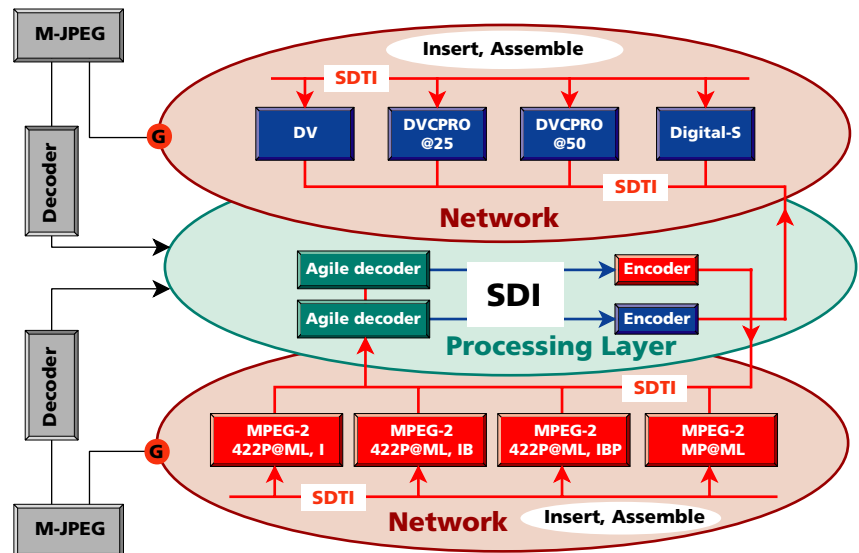 M-JPEG
Insert, Assemble
SDTI
G
DV
DVCPRO
@25
DVCPRO
@50
Digital-S
Decoder
SDTI
Network
Agile decoder
SDI
Encoder
Agile decoder
Encoder
Processing Layer
Decoder
SDTI
G
MPEG-2
422P@ML, I
MPEG-2
422P@ML, IB
MPEG-2
422P@ML, IBP
MPEG-2
MP@ML
SDTI
M-JPEG
Network
Insert, Assemble